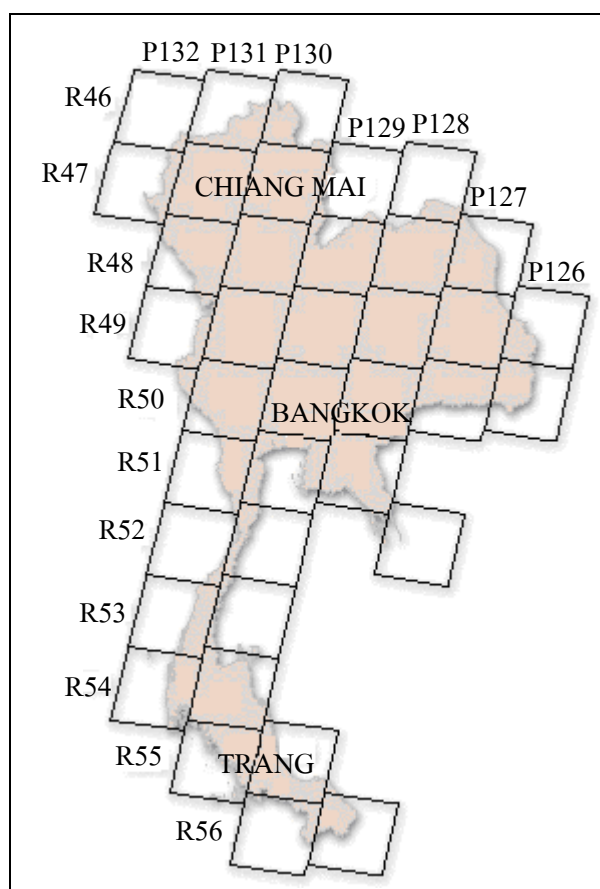 P132 P131 P130
R46
P129 P128
R47
CHIANG MAI
P127
R48
P126
R49
R50
BANGKOK
R51
R52
R53
R54
R55
TRANG
R56